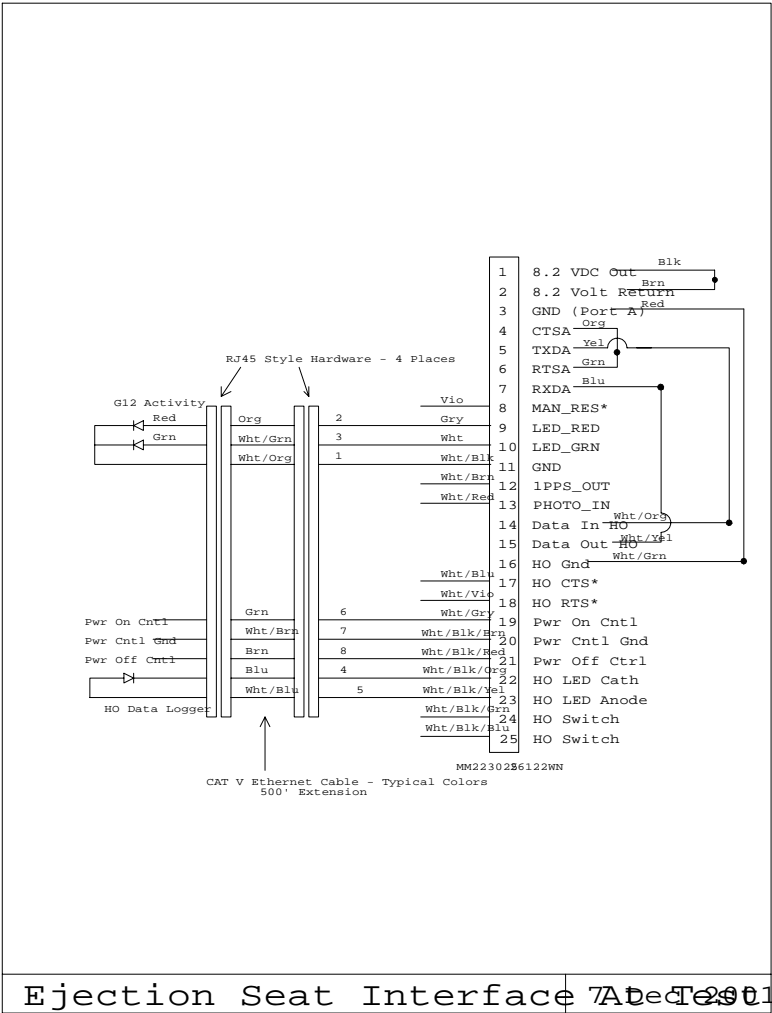 Blk
1 8.2 VDC Out
Brn
2 8.2 Volt Return
Red
3 GND (Port A)
Org
4 CTSA
Yel
5 TXDA
Grn
6 RTSA
Blu
7 RXDA
RJ45 Style Hardware - 4 Places
G12 Activity
Vio
8 MAN_RES*
Red Org 2 Gry
9 LED_RED
Grn Wht/Grn 3 Wht
10 LED_GRN
Wht/Org 1 Wht/Blk
11 GND
Wht/Brn
12 1PPS_OUT
Wht/Red
13 PHOTO_IN
Wht/Org
14 Data In HO
Wht/Yel
15 Data Out HO
Wht/Grn
16 HO Gnd
Wht/Blu
17 HO CTS*
Wht/Vio
18 HO RTS*
Grn 6 Wht/Gry
Pwr On Cntl
19 Pwr On Cntl
Wht/Brn 7 Wht/Blk/Brn
Pwr Cntl Gnd
20 Pwr Cntl Gnd
Brn 8 Wht/Blk/Red
Pwr Off Cntl
21 Pwr Off Ctrl
Blu 4 Wht/Blk/Org
22 HO LED Cath
Wht/Blu 5 Wht/Blk/Yel
23 HO LED Anode
HO Data Logger
Wht/Blk/Grn
24 HO Switch
Wht/Blk/Blu
25 HO Switch
CAT V Ethernet Cable - Typical Colors
500' Extension
Ejection Seat Interface At Test
7 Dec 2001